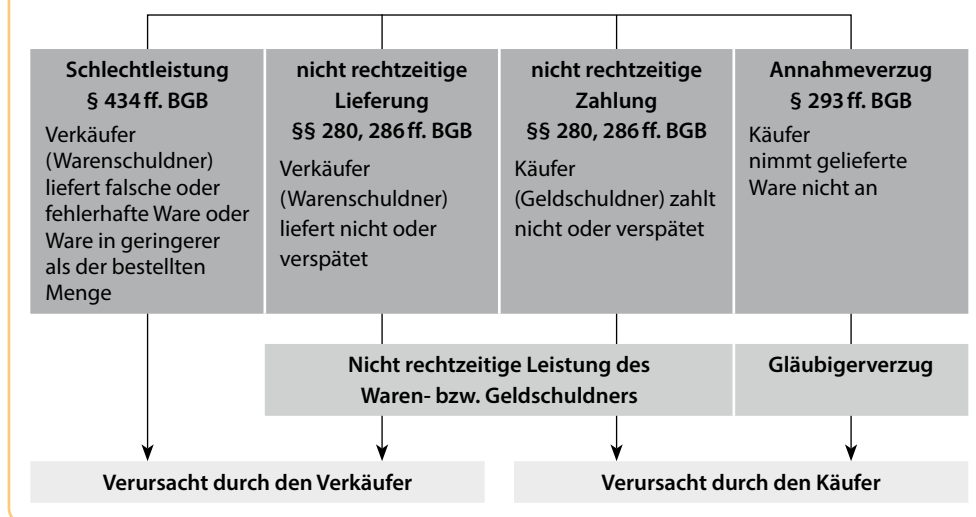 Schlechtleistung
§ 434 ff. BGB
Verkäufer
(Warenschuldner)
liefert falsche oder
fehlerhafte Ware oder
Ware in geringerer
als der bestellten
Menge
nicht rechtzeitige
Lieferung
§§ 280, 286 ff. BGB
Verkäufer
(Warenschuldner)
liefert nicht oder
verspätet
nicht rechtzeitige
Zahlung
§§ 280, 286 ff. BGB
Käufer
(Geldschuldner) zahlt
nicht oder verspätet
Annahmeverzug
§ 293 ff. BGB
Käufer
nimmt gelieferte
Ware nicht an
Nicht rechtzeitige Leistung des
Waren- bzw. Geldschuldners
Gläubigerverzug
Verursacht durch den Verkäufer
Verursacht durch den Käufer